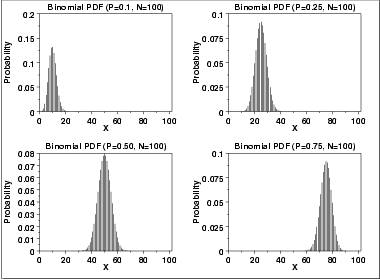 Binomial PDF (P=0.1, N=100)
0.2
0.15
0.1
0.05
0
Probability
0 20 40 60 80 100
X
Binomial PDF (P=0.25, N=100)
0.1
0.075
0.05
0.025
0
Probability
0 20 40 60 80 100
X
Binomial PDF (P=0.50, N=100)
0.08
0.07
0.06
0.05
0.04
0.03
0.02
0.01
0
Probability
0 20 40 60 80 100
X
Binomial PDF (P=0.75, N=100)
0.1
0.075
0.05
0.025
0
Probability
0 20 40 60 80 100
X